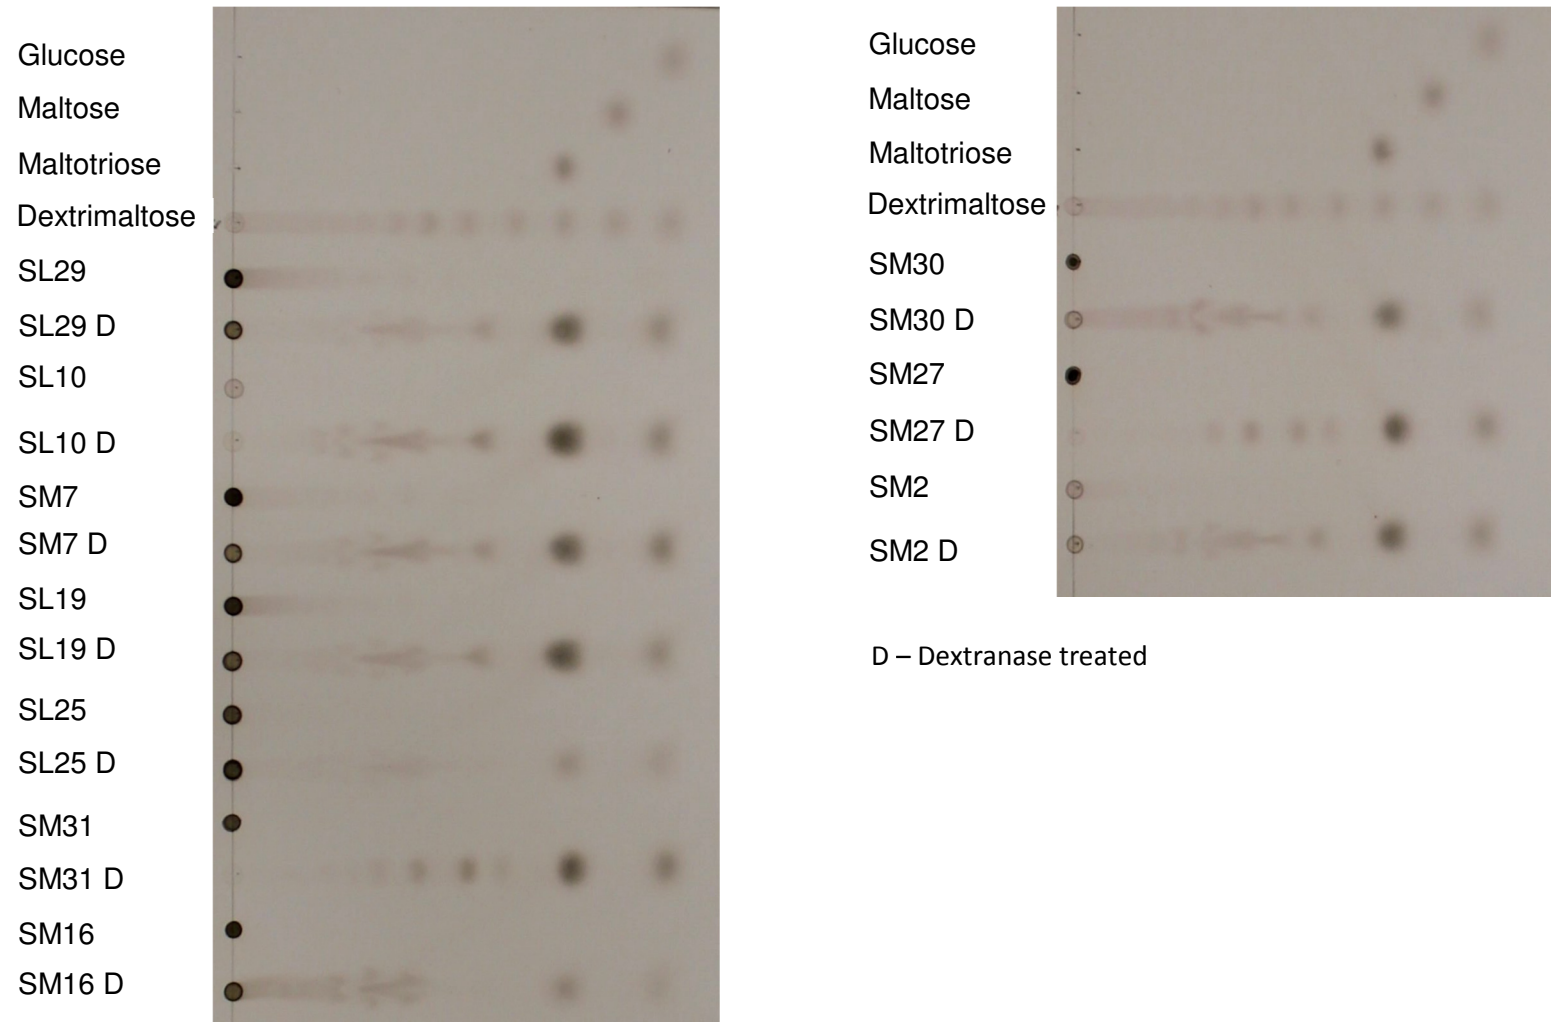 Glucose
Maltose
Maltotriose
Dextrimaltose
SL29
SL29 D
SL10
SL10 D
SM7
SM7 D
SL19
SL19 D
SL25
SL25 D
SM31
SM31 D
SM16
SM16 D
Glucose
Maltose
Maltotriose
Dextrimaltose
SM30
SM30 D
SM27
SM27 D
SM2
SM2 D
D – Dextranase treated